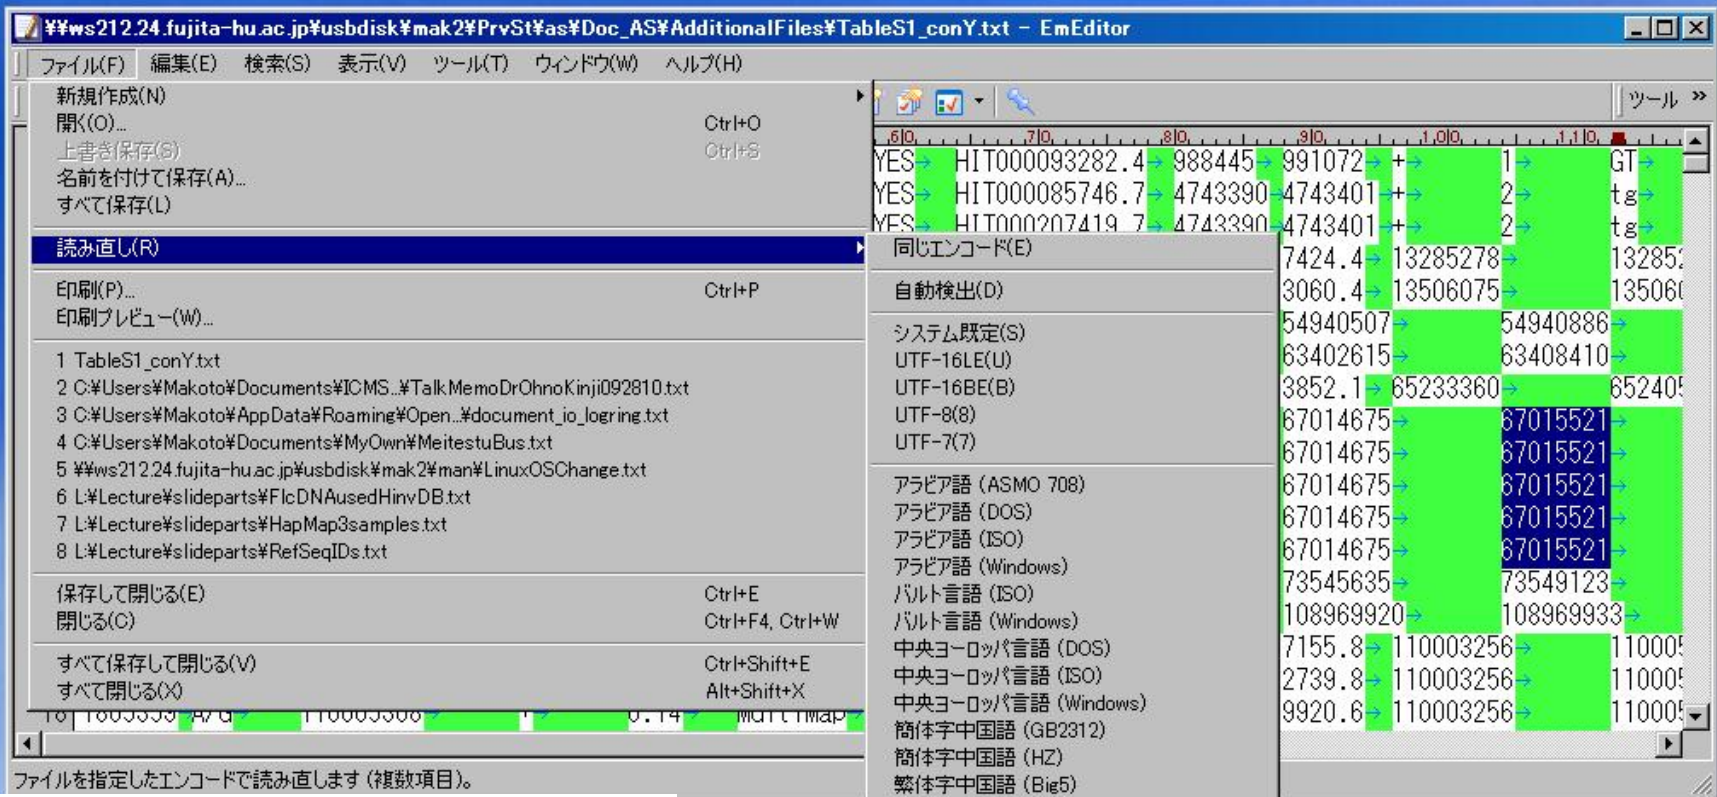 ¥¥ws212.24.fujita-hu.ac.jp¥usbdisk¥mak2¥PrvSt¥as¥Doc_AS¥AdditionalFiles¥TableS1_conY.txt - EmEditor
ファイル(F) 編集(E) 検索(S) 表示(V) ツール(T) ウィンドウ(W) ヘルプ(H)
ツール »
新規作成(N)
開く(O)... Ctrl+O
上書き保存(S) Ctrl+S
名前を付けて保存(A)...
すべて保存(L)
読み直し(R)
印刷(P)... Ctrl+P
印刷プレビュー(W)...
1 TableS1_conY.txt
2 C:¥Users¥Makoto¥Documents¥ICMS...¥TalkMemoDrOhnoKinji092810.txt
3 C:¥Users¥Makoto¥AppData¥Roaming¥Open...¥document_io_logring.txt
4 C:¥Users¥Makoto¥Documents¥MyOwn¥MeitestuBus.txt
5 ¥¥ws212.24.fujita-hu.ac.jp¥usbdisk¥mak2¥man¥LinuxOSChange.txt
6 L:¥Lecture¥slideparts¥FlcDNAusedHinvDB.txt
7 L:¥Lecture¥slideparts¥HapMap3samples.txt
8 L:¥Lecture¥slideparts¥RefSeqIDs.txt
保存して閉じる(E) Ctrl+E
閉じる(C) Ctrl+F4, Ctrl+W
すべて保存して閉じる(V) Ctrl+Shift+E
すべて閉じる(X) Alt+Shift+X
同じエンコード(E)
自動検出(D)
システム既定(S)
UTF-16LE(U)
UTF-16BE(B)
UTF-8(8)
UTF-7(7)
アラビア語 (ASMO 708)
アラビア語 (DOS)
アラビア語 (ISO)
アラビア語 (Windows)
バルト言語 (ISO)
バルト言語 (Windows)
中央ヨーロッパ言語 (DOS)
中央ヨーロッパ言語 (ISO)
中央ヨーロッパ言語 (Windows)
簡体字中国語 (GB2312)
簡体字中国語 (HZ)
繁体字中国語 (Big5)
60 70 80 90 100 110
YES→ HIT000093282.4→ 988445→ 991072→ +→ 1→ GT→
YES→ HIT000085746.7→ 4743390→ 4743401→ +→ 2→ tg→
YES→ HIT000207419.7→ 4743390→ 4743401→ +→ 2→ tg→
7424.4→ 13285278→ 13285
3060.4→ 13506075→ 13506
54940507→ 54940886→
63402615→ 63408410→
3852.1→ 65233360→ 65240
67014675→ 67015521→
67014675→ 67015521→
67014675→ 67015521→
67014675→ 67015521→
67014675→ 67015521→
73545635→ 73549123→
108969920→ 108969933→
7155.8→ 110003256→ 11000
2739.8→ 110003256→ 11000
9920.6→ 110003256→ 11000
ファイルを指定したエンコードで読み直します (複数項目)。